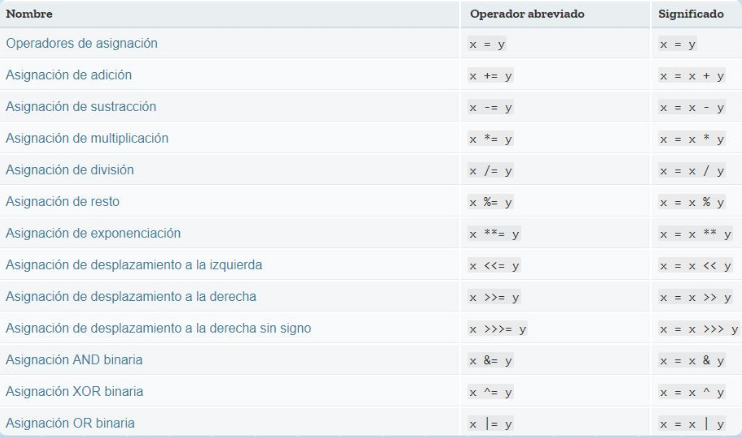 Nombre Operador abreviado Significado
Operadores de asignación x = y x = y
Asignación de adición x += y x = x + y
Asignación de sustracción x -= y x = x - y
Asignación de multiplicación x *= y x = x * y
Asignación de división x /= y x = x / y
Asignación de resto x %= y x = x % y
Asignación de exponenciación x **= y x = x ** y
Asignación de desplazamiento a la izquierda x <<= y x = x << y
Asignación de desplazamiento a la derecha x >>= y x = x >> y
Asignación de desplazamiento a la derecha sin signo x >>>= y x = x >>> y
Asignación AND binaria x &= y x = x & y
Asignación XOR binaria x ^= y x = x ^ y
Asignación OR binaria x |= y x = x | y